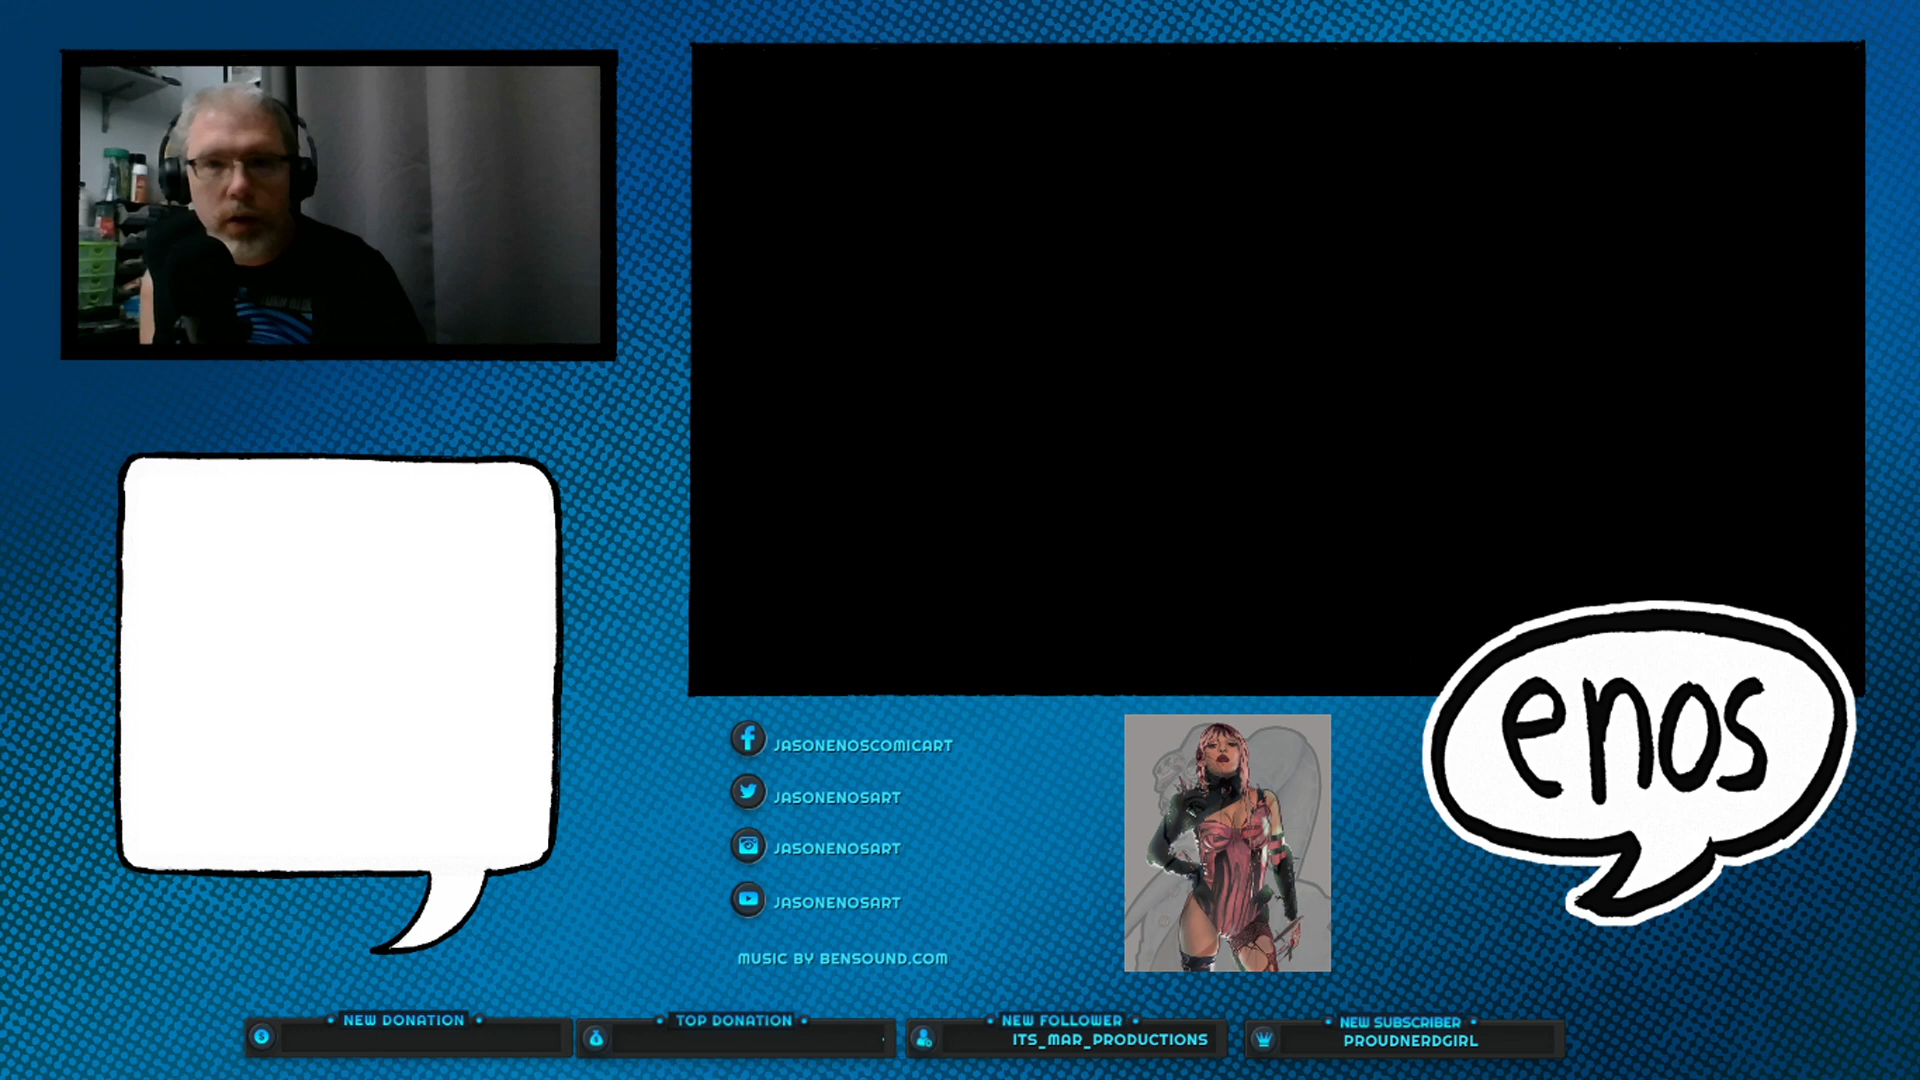 enos
JASONENOSCOMICART
JASONENOSART
JASONENOSART
JASONENOSART
MUSIC BY BENSOUND.COM
NEW DONATION
TOP DONATION
NEW FOLLOWER
ITS_MAR_PRODUCTIONS
NEW SUBSCRIBER
PROUDNERDGIRL